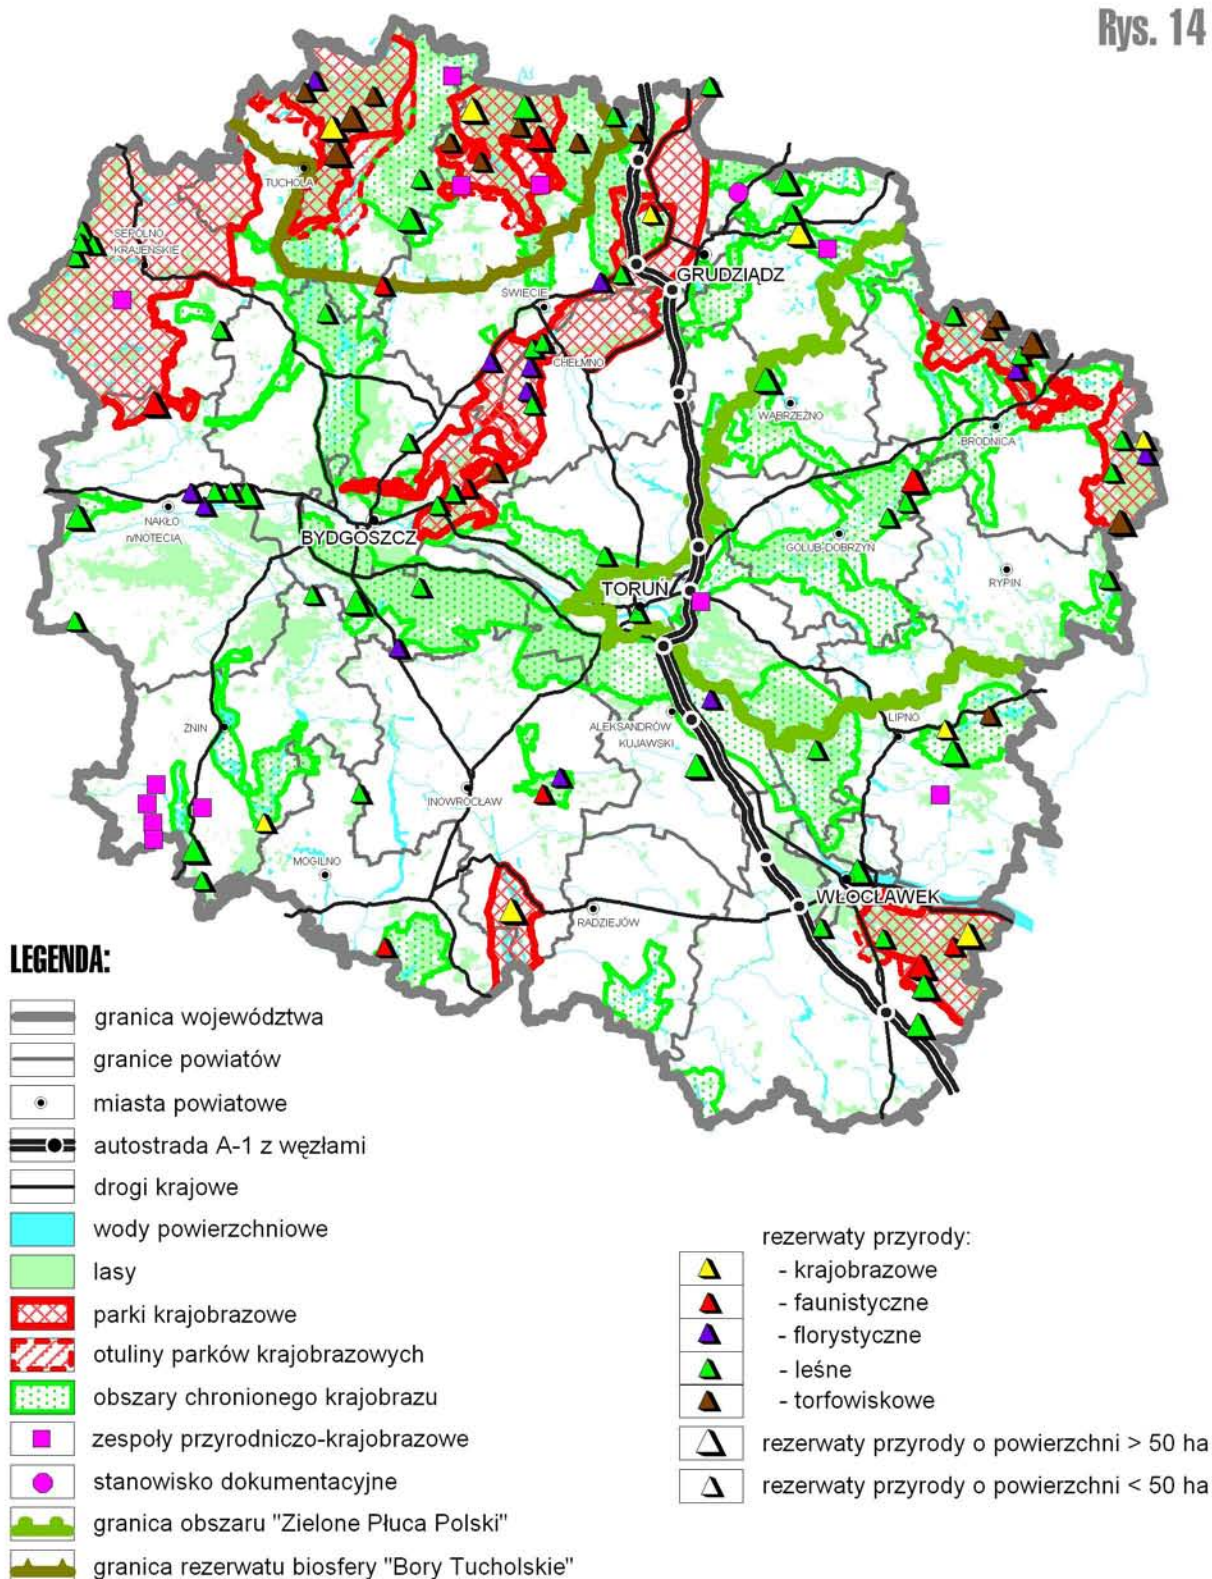 Rys. 14
TUCHOLA
SĘPÓLNO
KRAJEŃSKIE
GRUDZIĄDZ
ŚWIECIE
CHEŁMNO
WĄBRZEŹNO
BRODNICA
NAKŁO
n/NOTECIĄ
BYDGOSZCZ
GOLUB-DOBRZYŃ
RYPIN
TORUŃ
ŻNIN
ALEKSANDRÓW
KUJAWSKI
LIPNO
INOWROCŁAW
MOGILNO
WŁOCŁAWEK
RADZIEJÓW
LEGENDA:
granica województwa
granice powiatów
miasta powiatowe
autostrada A-1 z węzłami
drogi krajowe
wody powierzchniowe
lasy
parki krajobrazowe
otuliny parków krajobrazowych
obszary chronionego krajobrazu
zespoły przyrodniczo-krajobrazowe
stanowisko dokumentacyjne
granica obszaru "Zielone Płuca Polski"
granica rezerwatu biosfery "Bory Tucholskie"
rezerwaty przyrody:
- krajobrazowe
- faunistyczne
- florystyczne
- leśne
- torfowiskowe
rezerwaty przyrody o powierzchni > 50 ha
rezerwaty przyrody o powierzchni < 50 ha